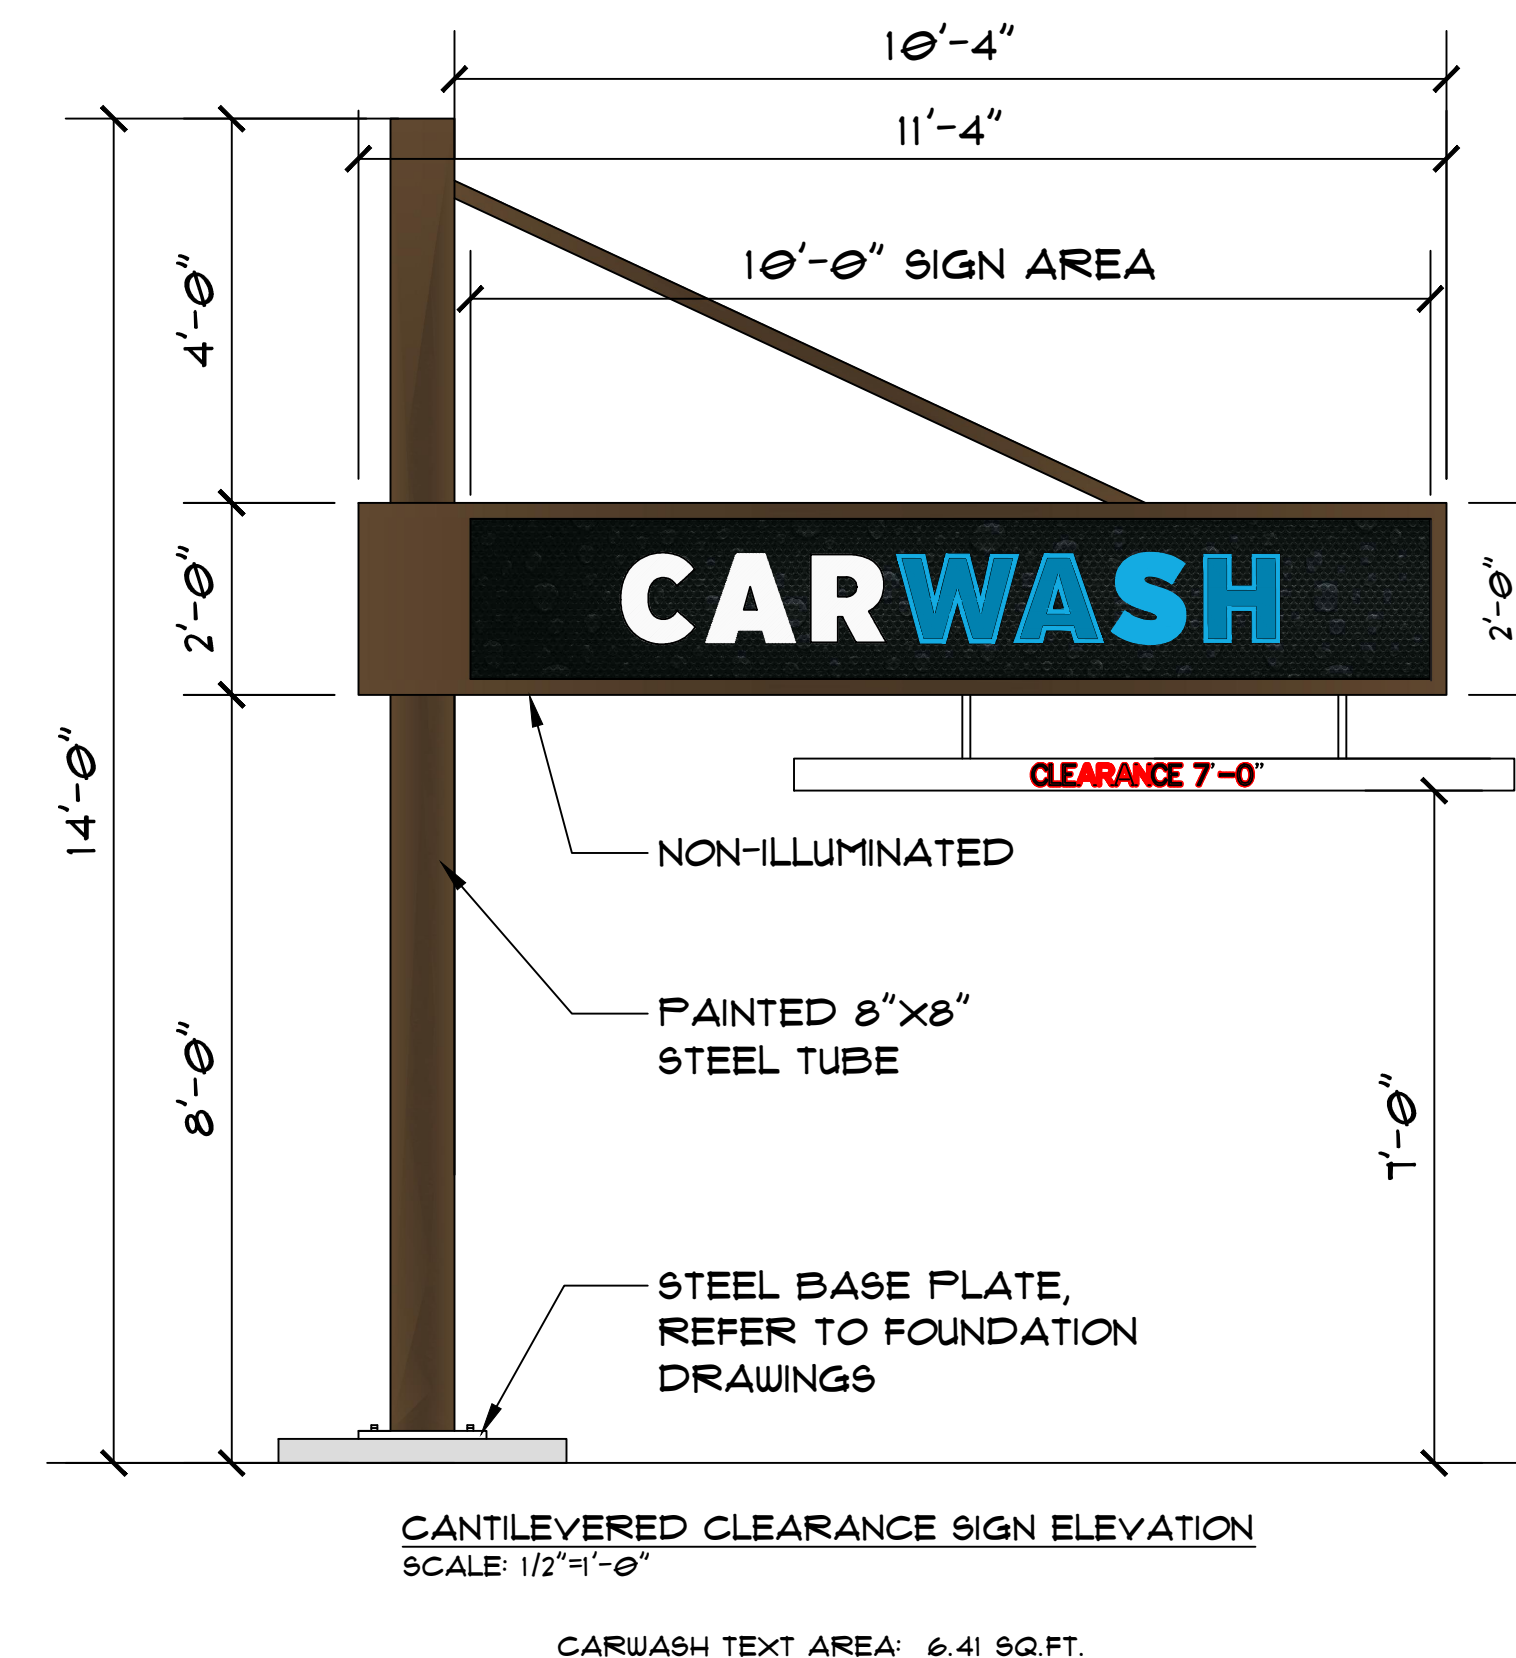 10'-4"
11'-4"
10'-0" SIGN AREA
4'-0"
2'-0"
CARWASH
2'-0"
14'-0"
CLEARANCE 7'-0"
NON-ILLUMINATED
PAINTED 8"X8"
STEEL TUBE
8'-0"
7'-0"
STEEL BASE PLATE,
REFER TO FOUNDATION
DRAWINGS
CANTILEVERED CLEARANCE SIGN ELEVATION
SCALE: 1/2"=1'-0"
CARWASH TEXT AREA: 6.41 SQ.FT.